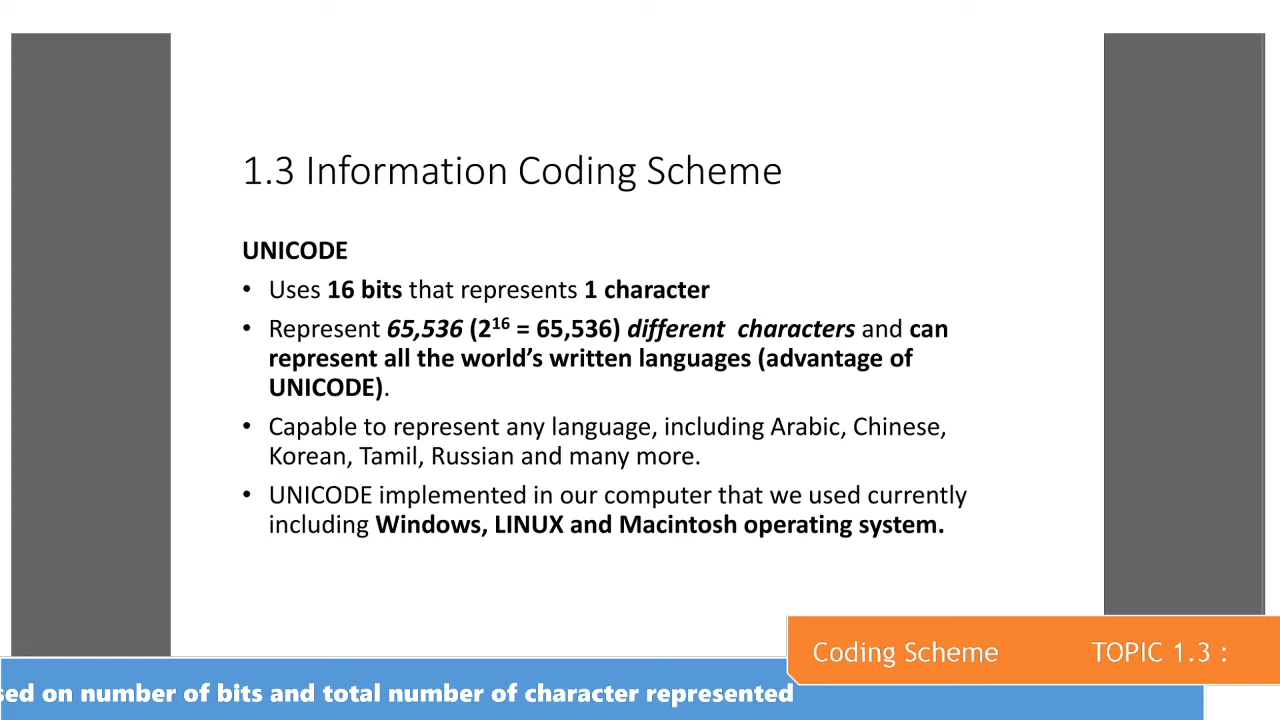 1.3 Information Coding Scheme
UNICODE
• Uses 16 bits that represents 1 character
• Represent 65,536 (2¹⁶ = 65,536) different characters and can
represent all the world’s written languages (advantage of
UNICODE).
• Capable to represent any language, including Arabic, Chinese,
Korean, Tamil, Russian and many more.
• UNICODE implemented in our computer that we used currently
including Windows, LINUX and Macintosh operating system.
Coding Scheme TOPIC 1.3 :
on number of bits and total number of character represented